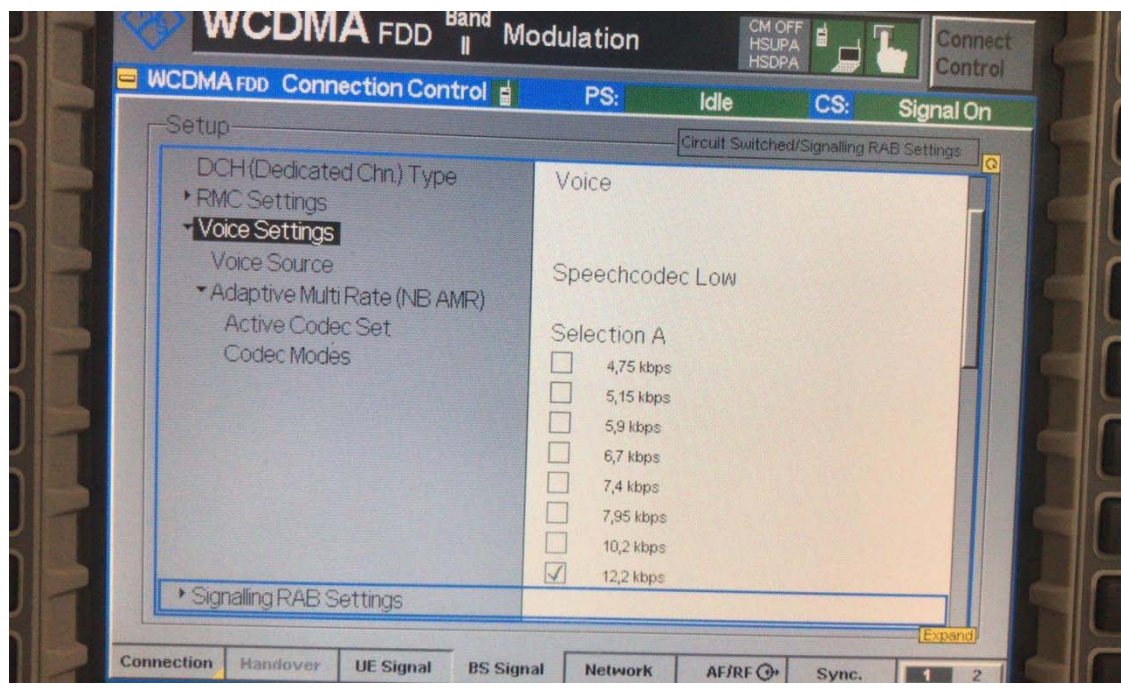 WCDMA FDD Band II Modulation
CM OFF
HSUPA
HSDPA
Connect Control
WCDMA FDD Connection Control PS: Idle CS: Signal On
Setup
Circuit Switched/Signalling RAB Settings
DCH (Dedicated Chn.) Type Voice
RMC Settings
Voice Settings
Voice Source Speechcodec Low
Adaptive Multi Rate (NB AMR)
Active Codec Set Selection A
Codec Modes
4,75 kbps
5,15 kbps
5,9 kbps
6,7 kbps
7,4 kbps
7,95 kbps
10,2 kbps
12,2 kbps
Signalling RAB Settings
Expand
Connection Handover UE Signal BS Signal Network AF/RF Sync. 1 2